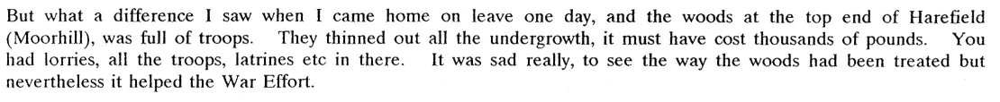 But what a difference I saw when I came home on leave one day, and the woods at the top end of Harefield
(Moorhill), was full of troops. They thinned out all the undergrowth, it must have cost thousands of pounds. You
had lorries, all the troops, latrines etc in there. It was sad really, to see the way the woods had been treated but
nevertheless it helped the War Effort.